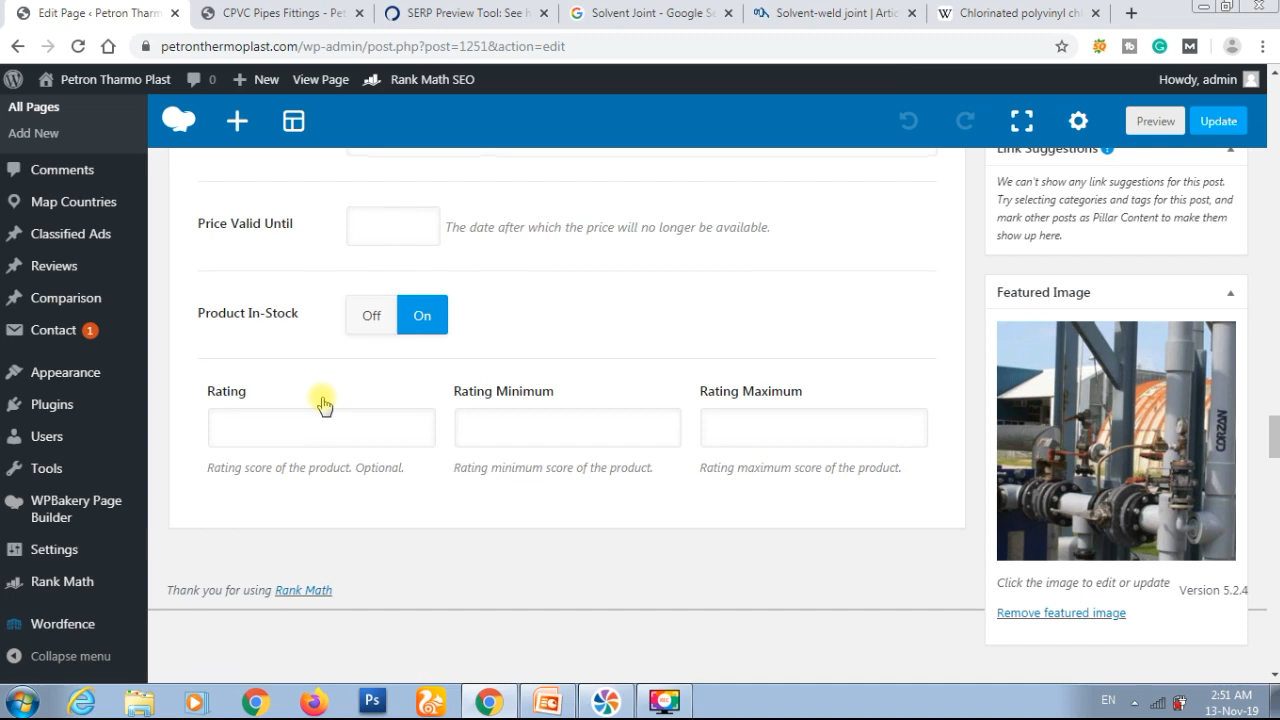 Edit Page ‹ Petron Tharm
CPVC Pipes Fittings - Pet
SERP Preview Tool: See h
Solvent Joint - Google Se
Solvent-weld joint | Artic
Chlorinated polyvinyl chl
petronthermoplast.com/wp-admin/post.php?post=1251&action=edit
Petron Tharmo Plast
0
New
View Page
Rank Math SEO
Howdy, admin
All Pages
Add New
Comments
Map Countries
Classified Ads
Reviews
Comparison
Contact 1
Appearance
Plugins
Users
Tools
WPBakery Page
Builder
Settings
Rank Math
Wordfence
Collapse menu
Preview
Update
Price Valid Until
The date after which the price will no longer be available.
Product In-Stock
Off
On
Rating
Rating Minimum
Rating Maximum
Rating score of the product. Optional.
Rating minimum score of the product.
Rating maximum score of the product.
Thank you for using Rank Math
Link Suggestions
We can't show any link suggestions for this post.
Try selecting categories and tags for this post, and
mark other posts as Pillar Content to make them
show up here.
Featured Image
CORZAN
Click the image to edit or update
Version 5.2.4
Remove featured image
EN
2:51 AM
13-Nov-19